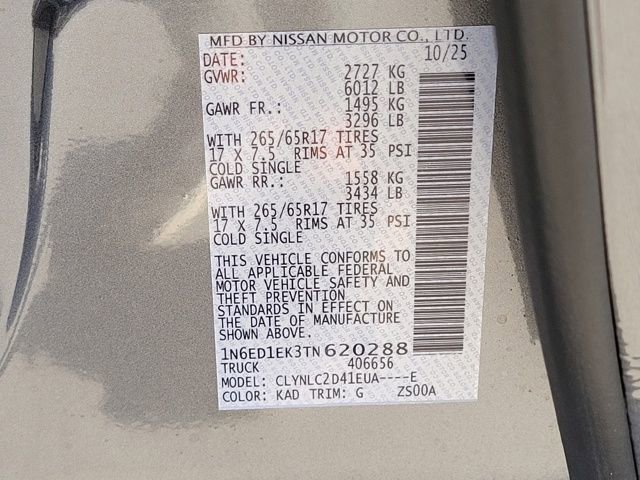 MFD BY NISSAN MOTOR CO., LTD.
DATE: 10/25
GVWR: 2727 KG
6012 LB
GAWR FR.: 1495 KG
3296 LB
WITH 265/65R17 TIRES
17 X 7.5 RIMS AT 35 PSI
COLD SINGLE
GAWR RR.: 1558 KG
3434 LB
WITH 265/65R17 TIRES
17 X 7.5 RIMS AT 35 PSI
COLD SINGLE
THIS VEHICLE CONFORMS TO
ALL APPLICABLE FEDERAL
MOTOR VEHICLE SAFETY AND
THEFT PREVENTION
STANDARDS IN EFFECT ON
THE DATE OF MANUFACTURE
SHOWN ABOVE.
1N6ED1EK3TN620288
TRUCK 406656
MODEL: CLYNLC2D41EUA----E
COLOR: KAD TRIM: G ZS00A